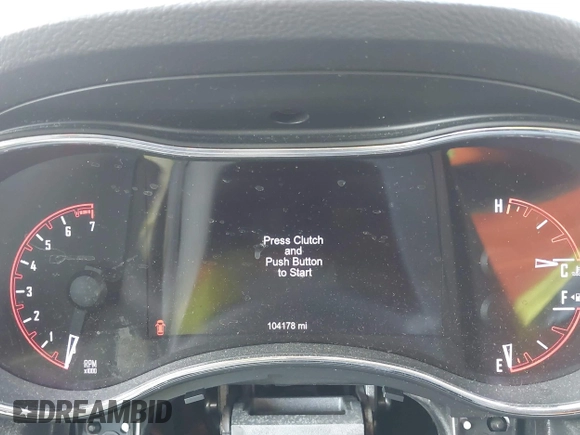 Press Clutch
and
Push Button
to Start
104178 mi
1
2
3
4
5
6
7
RPM
x1000
H
C
F
E
DREAMBID